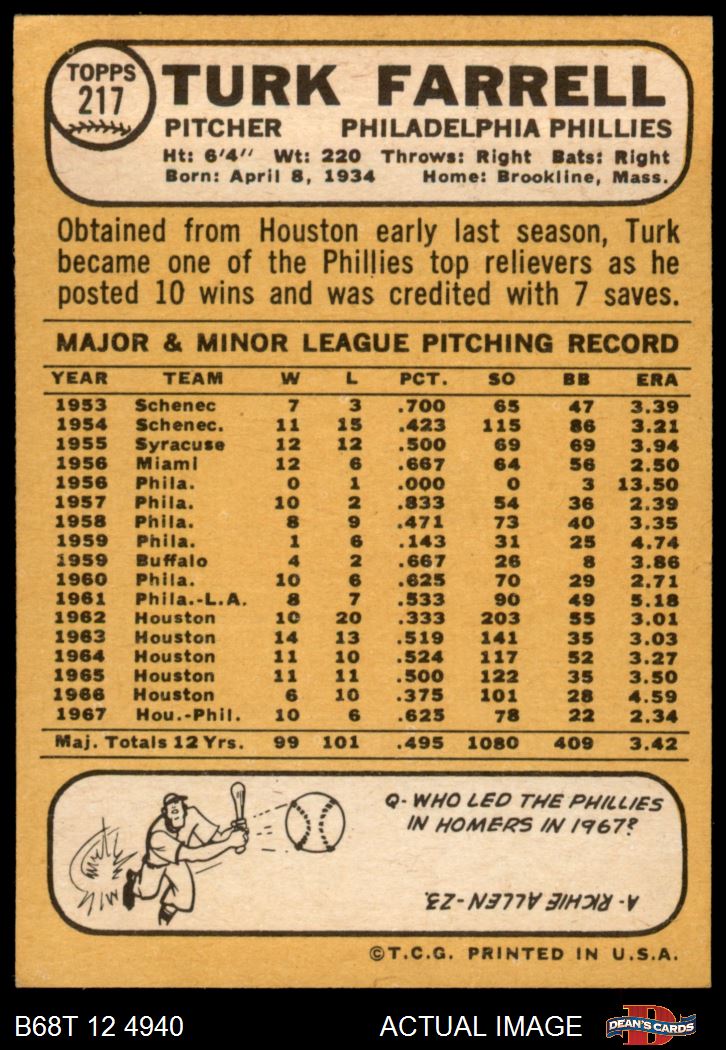 TOPPS
217
TURK FARRELL
PITCHER PHILADELPHIA PHILLIES
Ht: 6'4" Wt: 220 Throws: Right Bats: Right
Born: April 8, 1934 Home: Brookline, Mass.
Obtained from Houston early last season, Turk
became one of the Phillies top relievers as he
posted 10 wins and was credited with 7 saves.
MAJOR & MINOR LEAGUE PITCHING RECORD
YEAR TEAM W L PCT. SO BB ERA
1953 Schenec 7 3 .700 65 47 3.39
1954 Schenec. 11 15 .423 115 86 3.21
1955 Syracuse 12 12 .500 69 69 3.94
1956 Miami 12 6 .667 64 56 2.50
1956 Phila. 0 1 .000 0 3 13.50
1957 Phila. 10 2 .833 54 36 2.39
1958 Phila. 8 9 .471 73 40 3.35
1959 Phila. 1 6 .143 31 25 4.74
1959 Buffalo 4 2 .667 26 8 3.86
1960 Phila. 10 6 .625 70 29 2.71
1961 Phila.-L.A. 8 7 .533 90 49 5.18
1962 Houston 10 20 .333 203 55 3.01
1963 Houston 14 13 .519 141 35 3.03
1964 Houston 11 10 .524 117 52 3.27
1965 Houston 11 11 .500 122 35 3.50
1966 Houston 6 10 .375 101 28 4.59
1967 Hou.-Phil. 10 6 .625 78 22 2.34
Maj. Totals 12 Yrs. 99 101 .495 1080 409 3.42
Q- WHO LED THE PHILLIES
IN HOMERS IN 1967?
A- RICHIE ALLEN-23.
©T.C.G. PRINTED IN U.S.A.
B68T 12 4940 ACTUAL IMAGE
D
DEAN'S CARDS